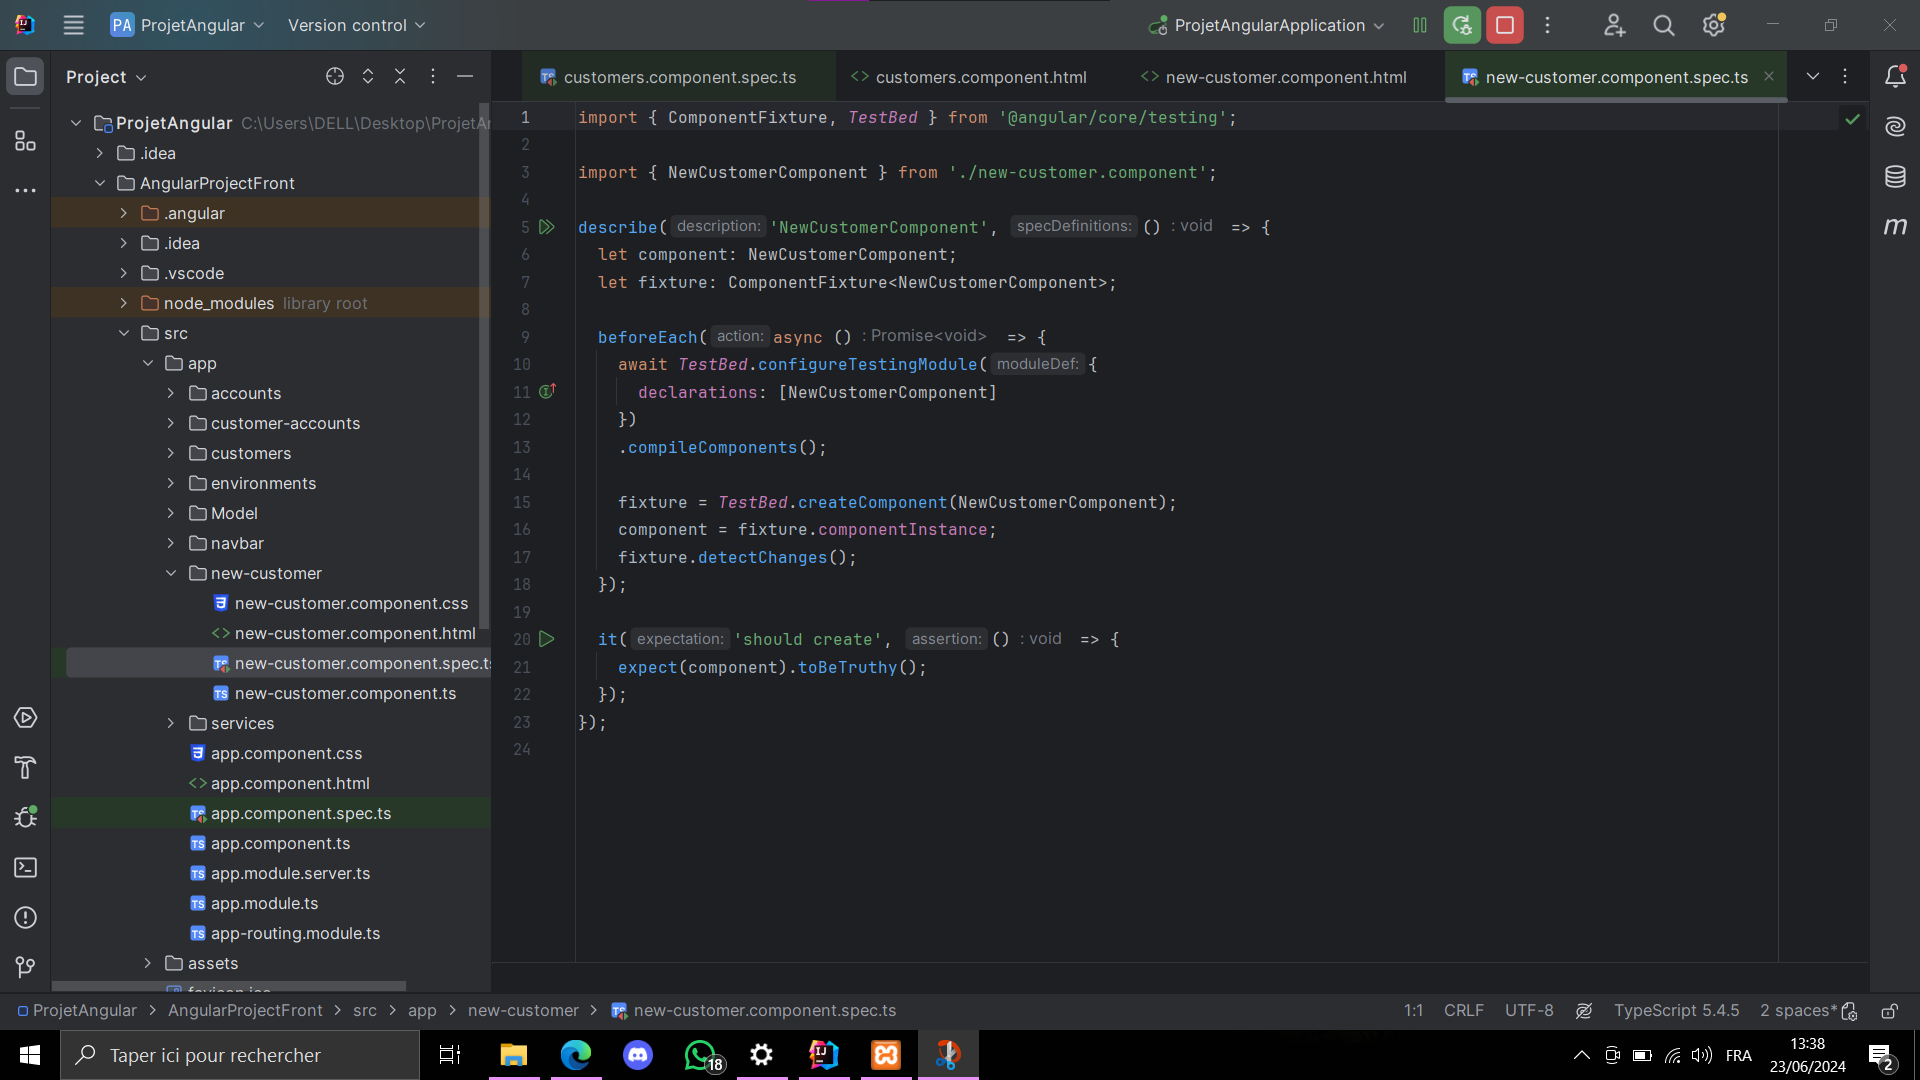 PA ProjetAngular Version control ProjetAngularApplication
Project
customers.component.spec.ts customers.component.html new-customer.component.html new-customer.component.spec.ts
ProjetAngular C:\Users\DELL\Desktop\ProjetAn
.idea
AngularProjectFront
.angular
.idea
.vscode
node_modules library root
src
app
accounts
customer-accounts
customers
environments
Model
navbar
new-customer
new-customer.component.css
new-customer.component.html
new-customer.component.spec.ts
new-customer.component.ts
services
app.component.css
app.component.html
app.component.spec.ts
app.component.ts
app.module.server.ts
app.module.ts
app-routing.module.ts
assets
1 import { ComponentFixture, TestBed } from '@angular/core/testing';
2
3 import { NewCustomerComponent } from './new-customer.component';
4
5 describe( description: 'NewCustomerComponent', specDefinitions: () : void => {
6 let component: NewCustomerComponent;
7 let fixture: ComponentFixture<NewCustomerComponent>;
8
9 beforeEach( action: async () : Promise<void> => {
10 await TestBed.configureTestingModule( moduleDef: {
11 declarations: [NewCustomerComponent]
12 })
13 .compileComponents();
14
15 fixture = TestBed.createComponent(NewCustomerComponent);
16 component = fixture.componentInstance;
17 fixture.detectChanges();
18 });
19
20 it( expectation: 'should create', assertion: () : void => {
21 expect(component).toBeTruthy();
22 });
23 });
24
ProjetAngular > AngularProjectFront > src > app > new-customer > new-customer.component.spec.ts 1:1 CRLF UTF-8 TypeScript 5.4.5 2 spaces*
Taper ici pour rechercher 18 FRA 13:38
23/06/2024 2